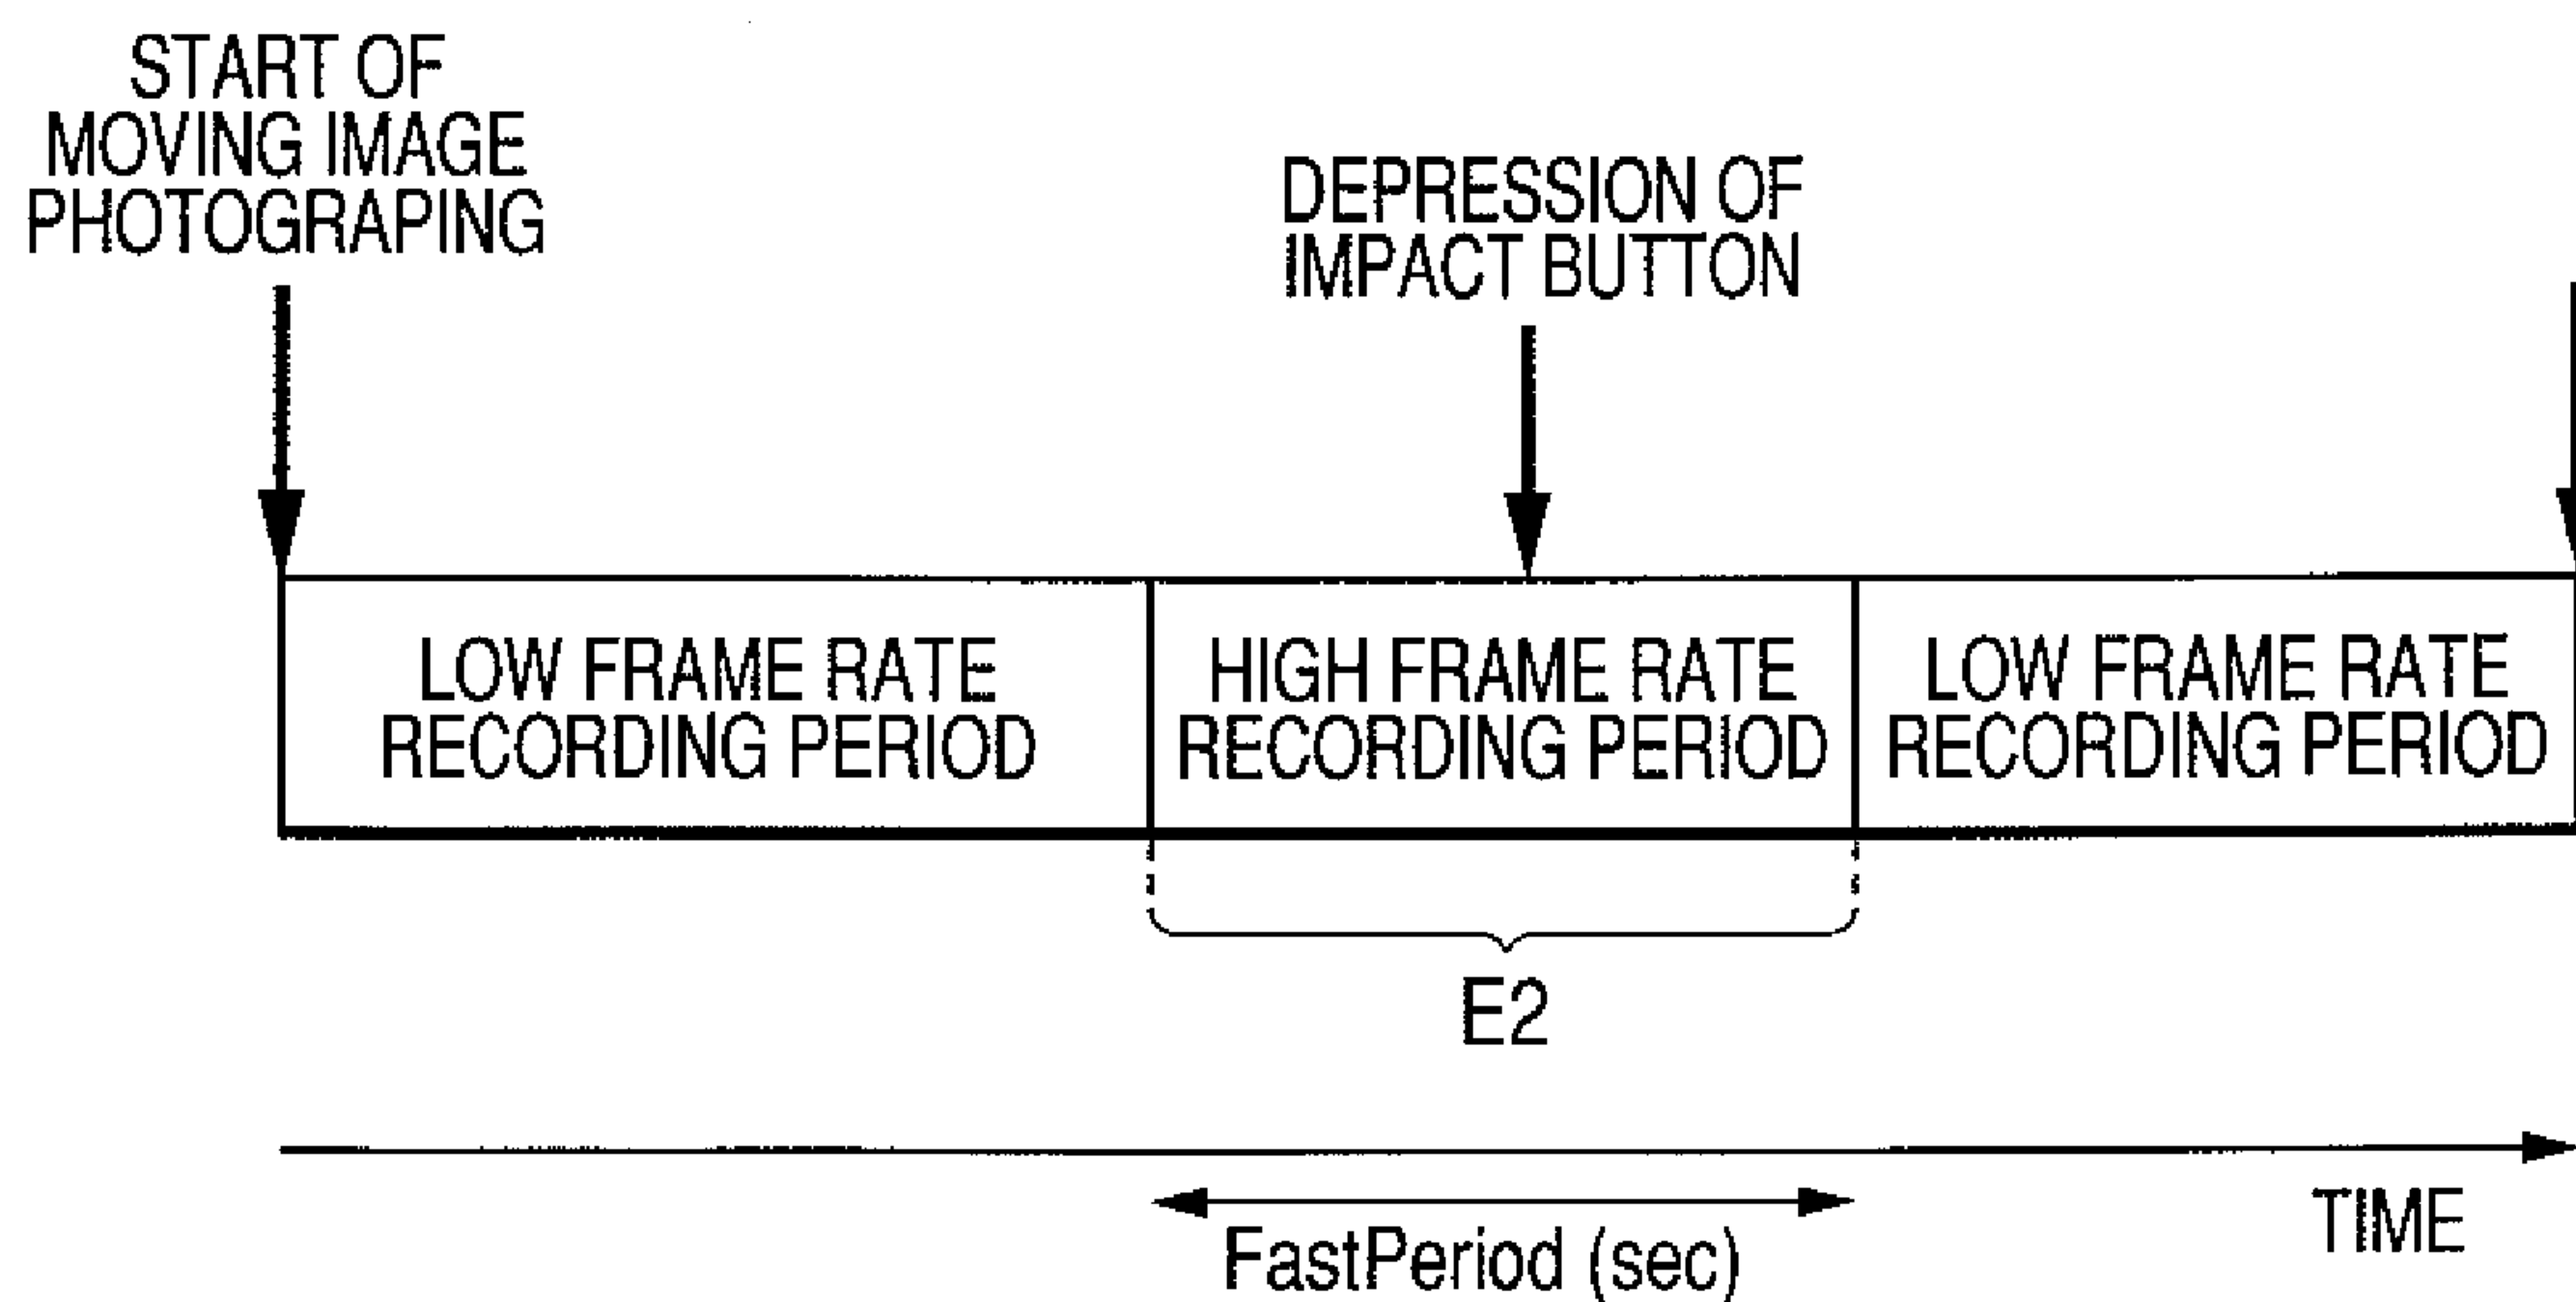 START OF
MOVING IMAGE
PHOTOGRAPING
DEPRESSION OF
IMPACT BUTTON
LOW FRAME RATE
RECORDING PERIOD
HIGH FRAME RATE
RECORDING PERIOD
LOW FRAME RATE
RECORDING PERIOD
E2
TIME
FastPeriod (sec)